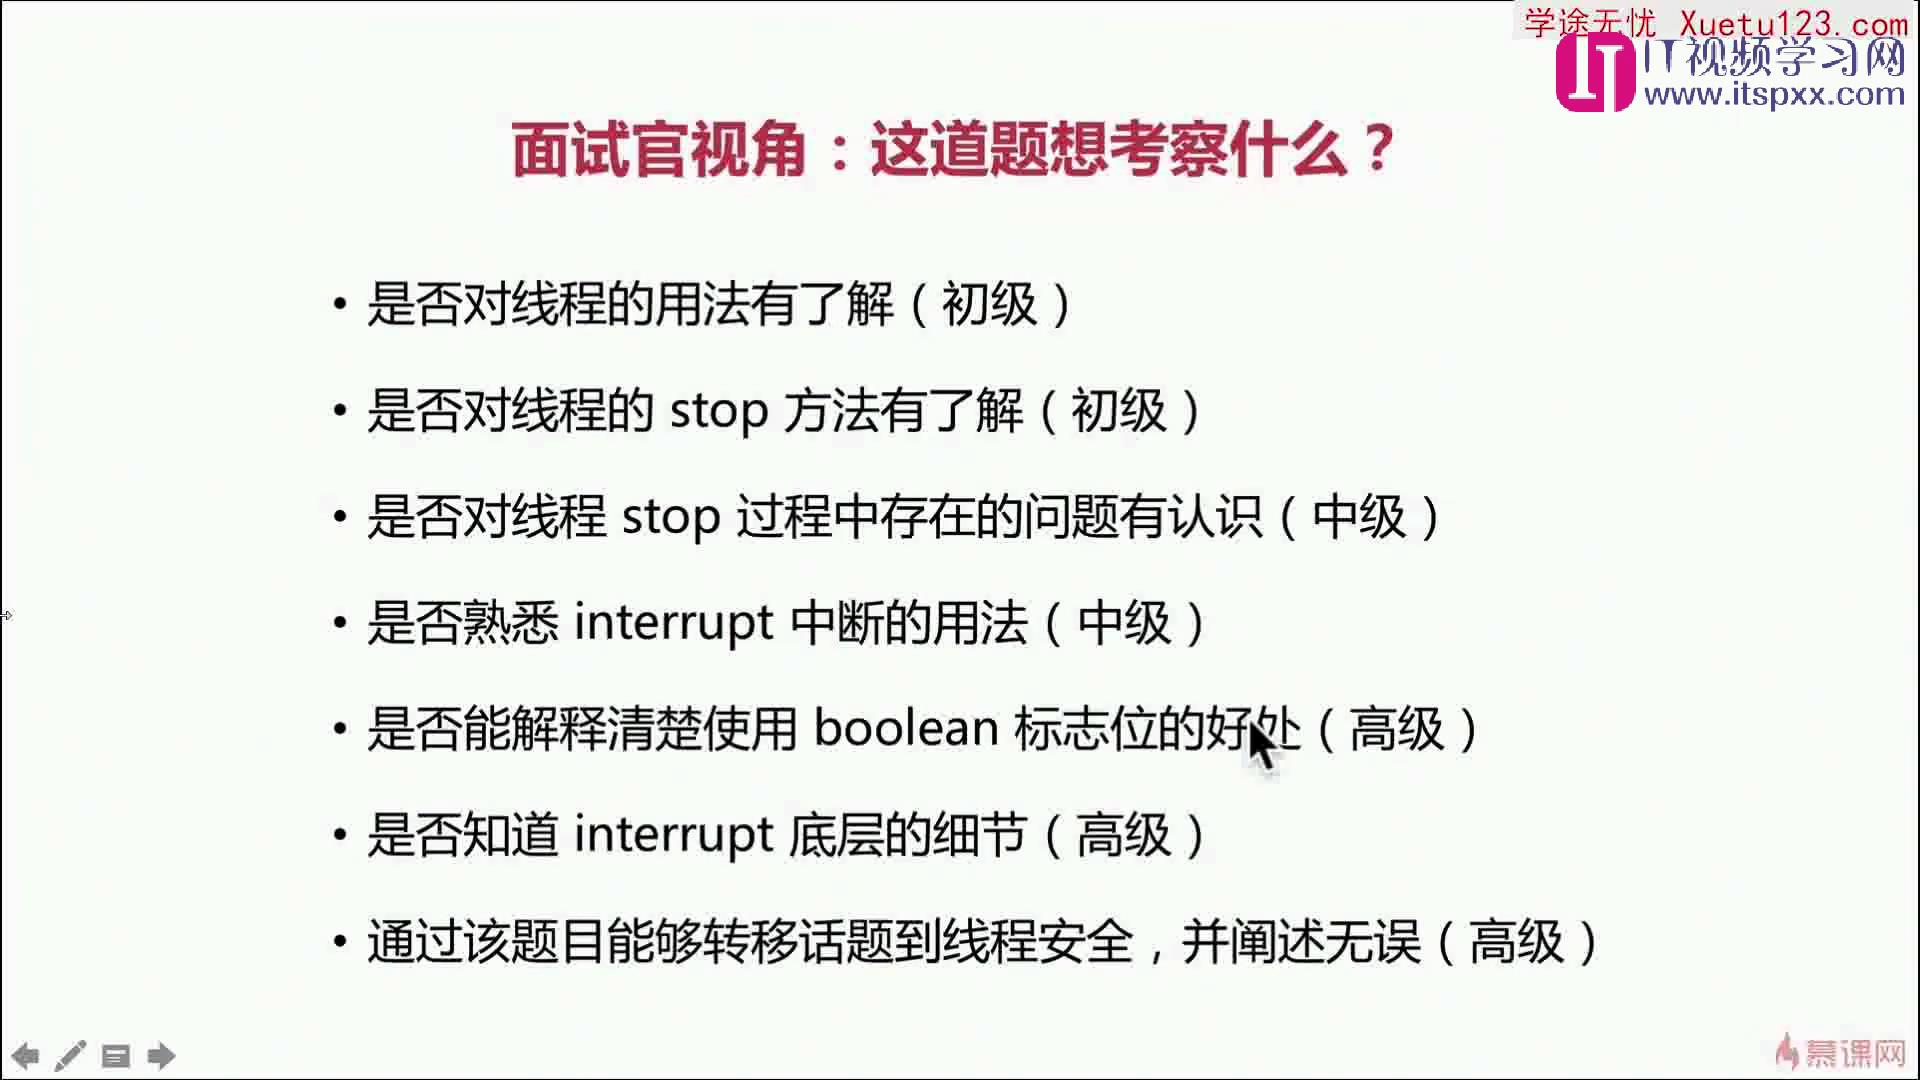 学途无忧 Xuetu123.com
IT视频学习网
www.itspxx.com
面试官视角：这道题想考察什么？
• 是否对线程的用法有了解（初级）
• 是否对线程的 stop 方法有了解（初级）
• 是否对线程 stop 过程中存在的问题有认识（中级）
• 是否熟悉 interrupt 中断的用法（中级）
• 是否能解释清楚使用 boolean 标志位的好处（高级）
• 是否知道 interrupt 底层的细节（高级）
• 通过该题目能够转移话题到线程安全，并阐述无误（高级）
慕课网